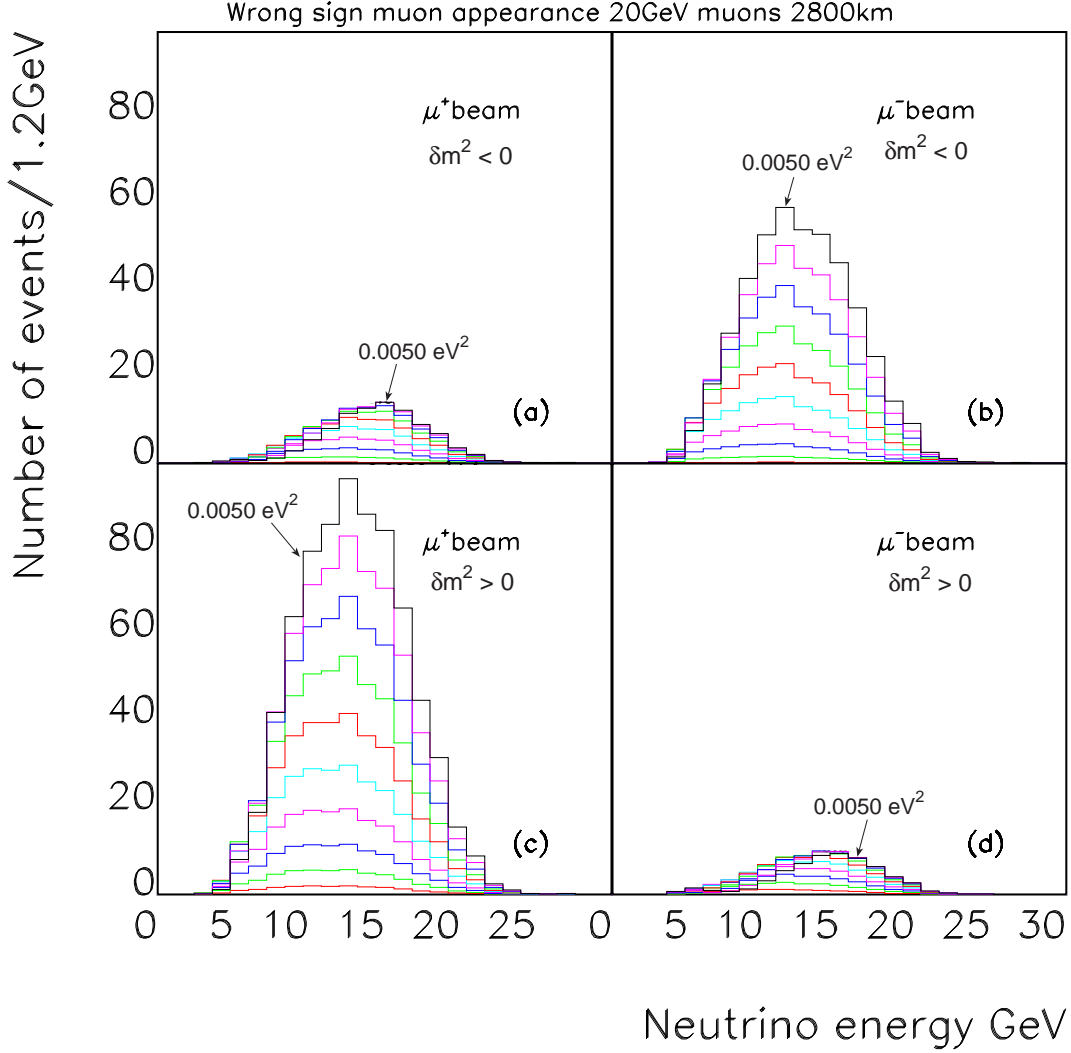 Wrong sign muon appearance 20GeV muons 2800km
Number of events/1.2GeV
80
60
40
20
0
μ⁺beam
δm² < 0
0.0050 eV²
(a)
μ⁻beam
δm² < 0
0.0050 eV²
(b)
80
60
40
20
0
μ⁺beam
δm² > 0
0.0050 eV²
(c)
μ⁻beam
δm² > 0
0.0050 eV²
(d)
0 5 10 15 20 25 0 5 10 15 20 25 30
Neutrino energy GeV